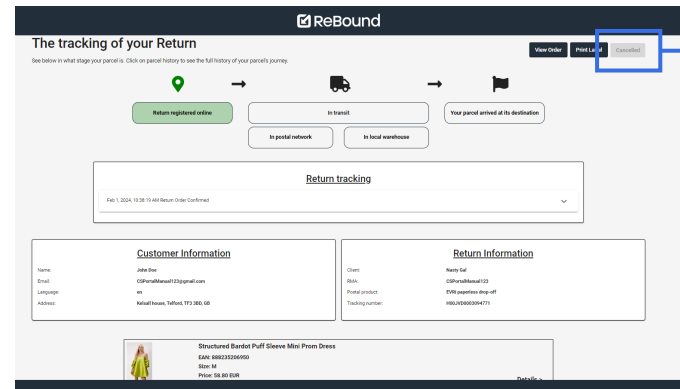 ReBound
The tracking of your Return
View Order Print Label Cancelled
See below in what stage your parcel is. Click on parcel history to see the full history of your parcel's journey.
Return registered online
In transit
Your parcel arrived at its destination
In postal network
In local warehouse
Return tracking
Feb 1, 2024, 10:38:19 AM Return Order Confirmed
Customer Information
Name: John Doe
Email: CSPortalManual123@gmail.com
Language: en
Address: Kelsall house, Telford, TF3 3BD, GB
Return Information
Client: Nasty Gal
RMA: CSPortalManual123
Postal product: EVRi paperless drop-off
Tracking number: H00JVD0003094771
Structured Bardot Puff Sleeve Mini Prom Dress
EAN: 888235206950
Size: M
Price: 58.80 EUR
Details >